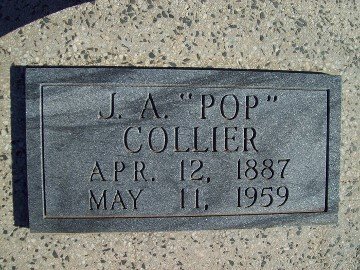 J. A. "POP"
COLLIER
APR. 12, 1887
MAY 11, 1959